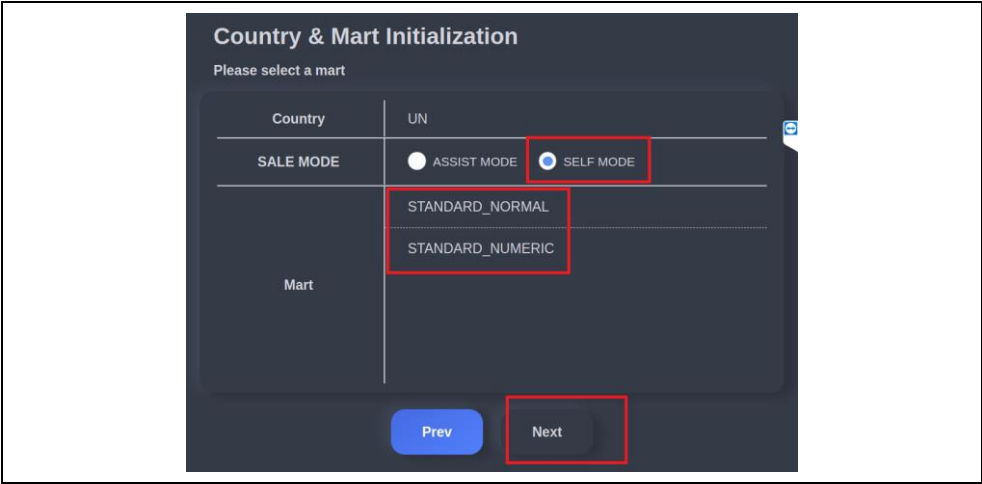 Country & Mart Initialization
Please select a mart
Country UN
SALE MODE ASSIST MODE SELF MODE
STANDARD_NORMAL
STANDARD_NUMERIC
Mart
Prev Next